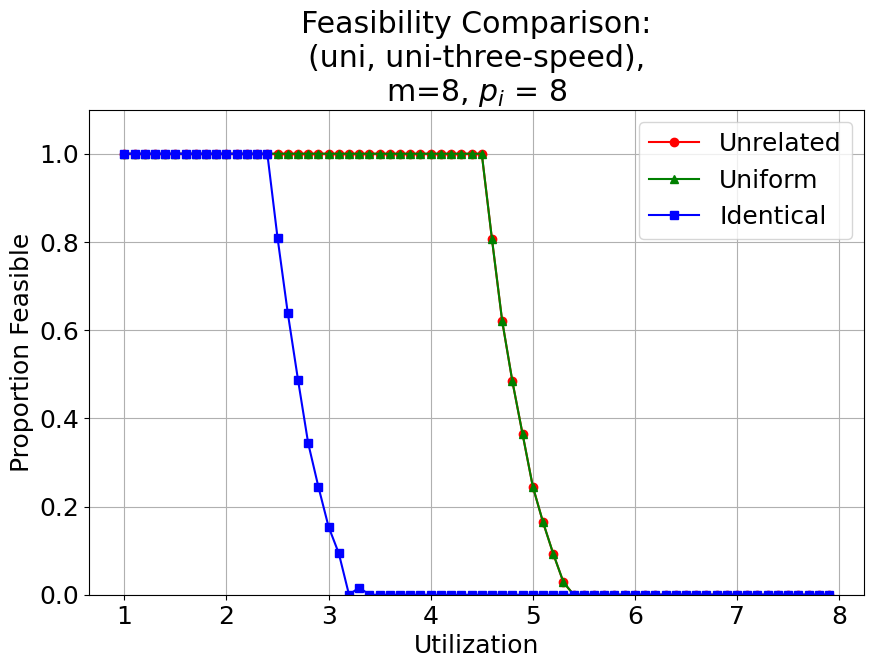 Feasibility Comparison:
(uni, uni-three-speed),
m=8, pᵢ = 8
Unrelated
Uniform
Identical
Proportion Feasible
1.0
0.8
0.6
0.4
0.2
0.0
1 2 3 4 5 6 7 8
Utilization